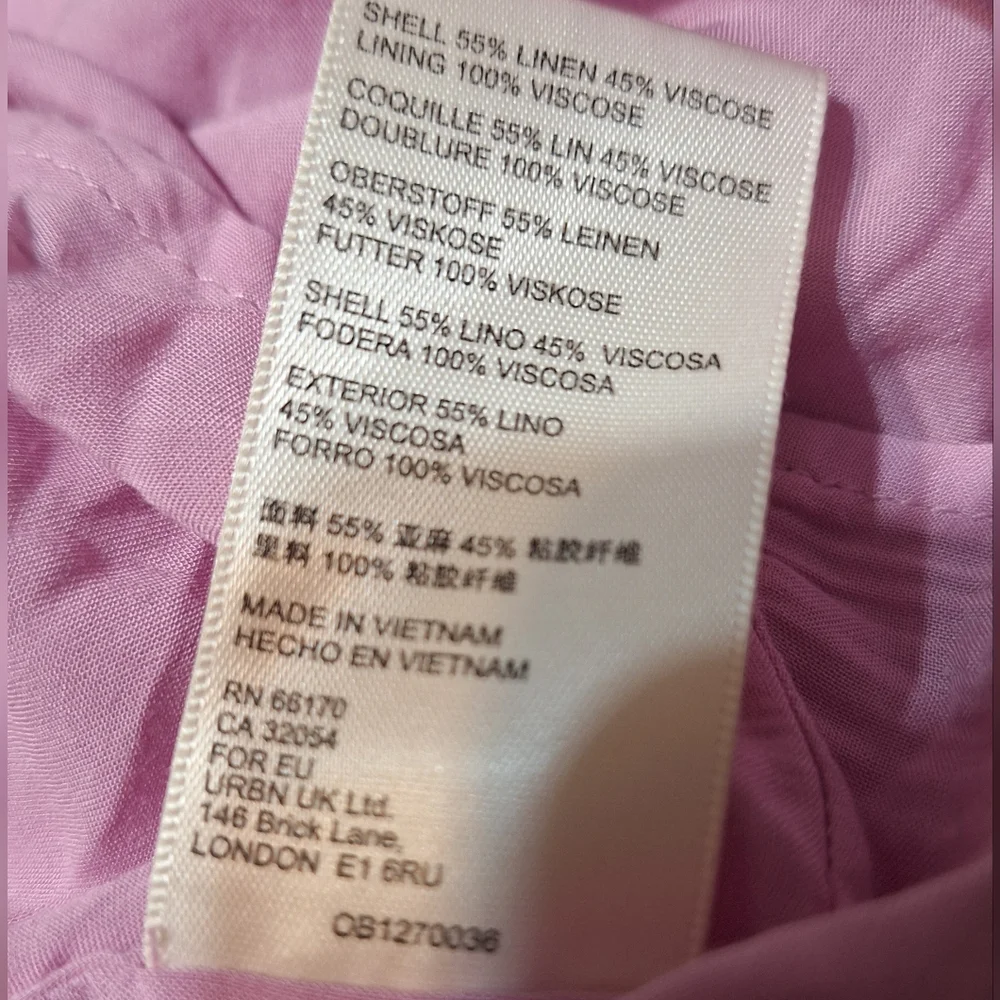 SHELL 55% LINEN 45% VISCOSE
LINING 100% VISCOSE
COQUILLE 55% LIN 45% VISCOSE
DOUBLURE 100% VISCOSE
OBERSTOFF 55% LEINEN
45% VISKOSE
FUTTER 100% VISKOSE
SHELL 55% LINO 45% VISCOSA
FODERA 100% VISCOSA
EXTERIOR 55% LINO
45% VISCOSA
FORRO 100% VISCOSA
面料 55% 亚麻 45% 粘胶纤维
里料 100% 粘胶纤维
MADE IN VIETNAM
HECHO EN VIETNAM
RN 66170
CA 32054
FOR EU
URBN UK Ltd.
146 Brick Lane,
LONDON E1 6RU
OB1270036